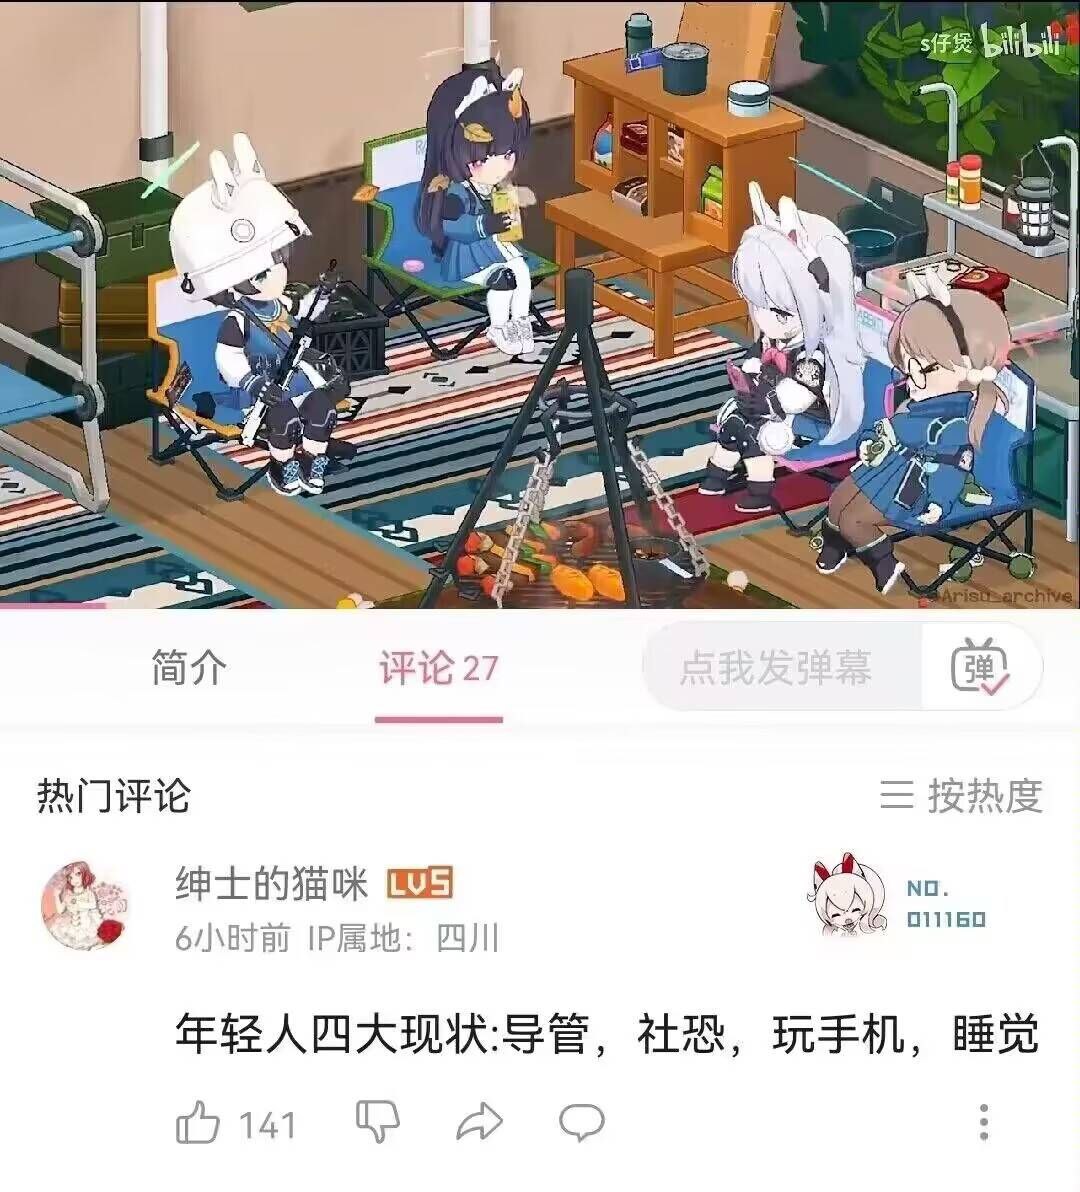 s仔煲 bilibili
RABBIT
@Arisu_archive
简介
评论 27
点我发弹幕
弹
热门评论
按热度
绅士的猫咪 LV5
NO.
011160
6小时前 IP属地：四川
年轻人四大现状:导管，社恐，玩手机，睡觉
141